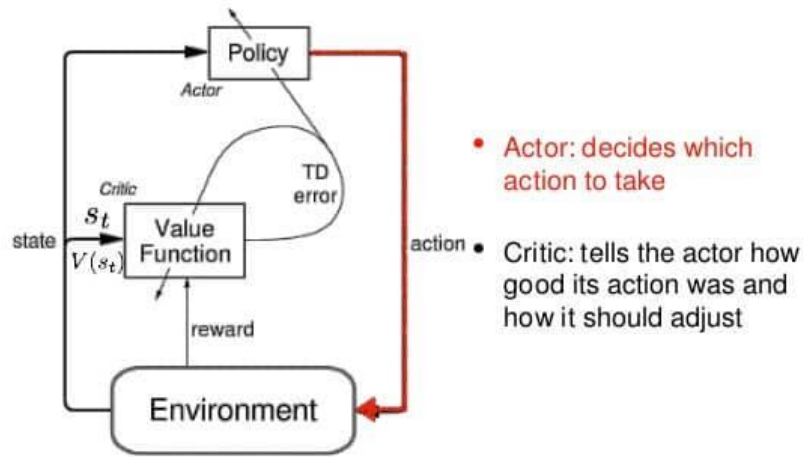 Policy
Actor
TD
error
Critic
s_t
state
V(s_t)
Value
Function
reward
action
Environment
• Actor: decides which
action to take
• Critic: tells the actor how
good its action was and
how it should adjust